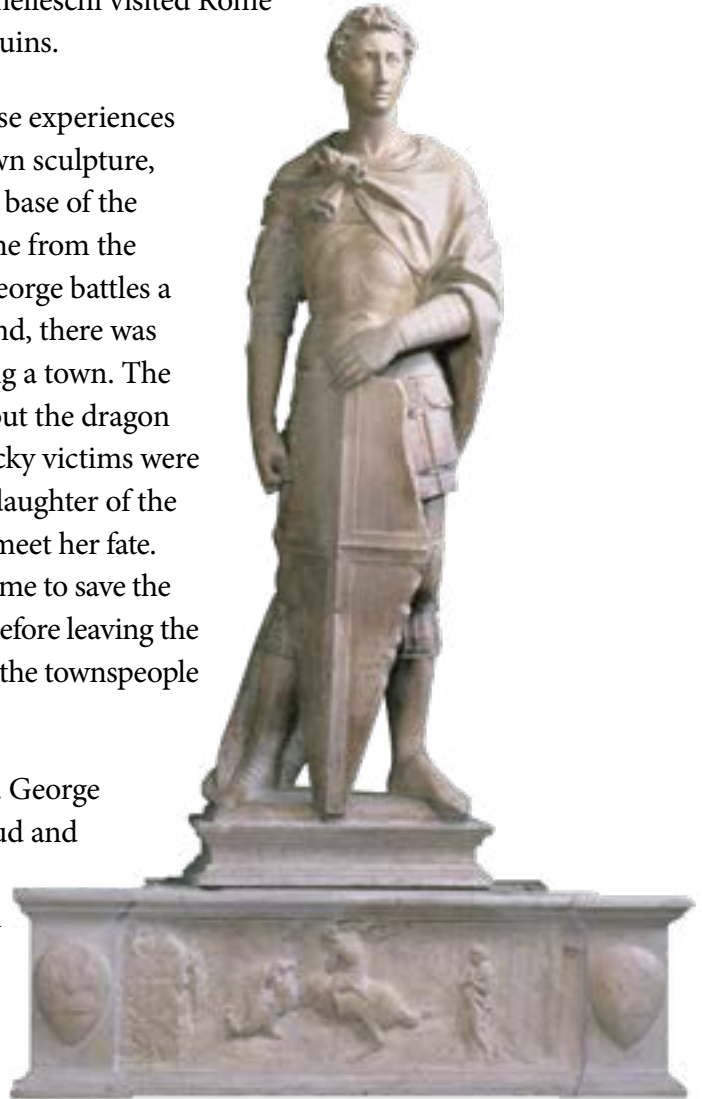 nelleschi visited Rome
uins.
se experiences
wn sculpture,
base of the
ne from the
eorge battles a
nd, there was
g a town. The
out the dragon
cky victims were
daughter of the
meet her fate.
me to save the
efore leaving the
the townspeople
George
ud and